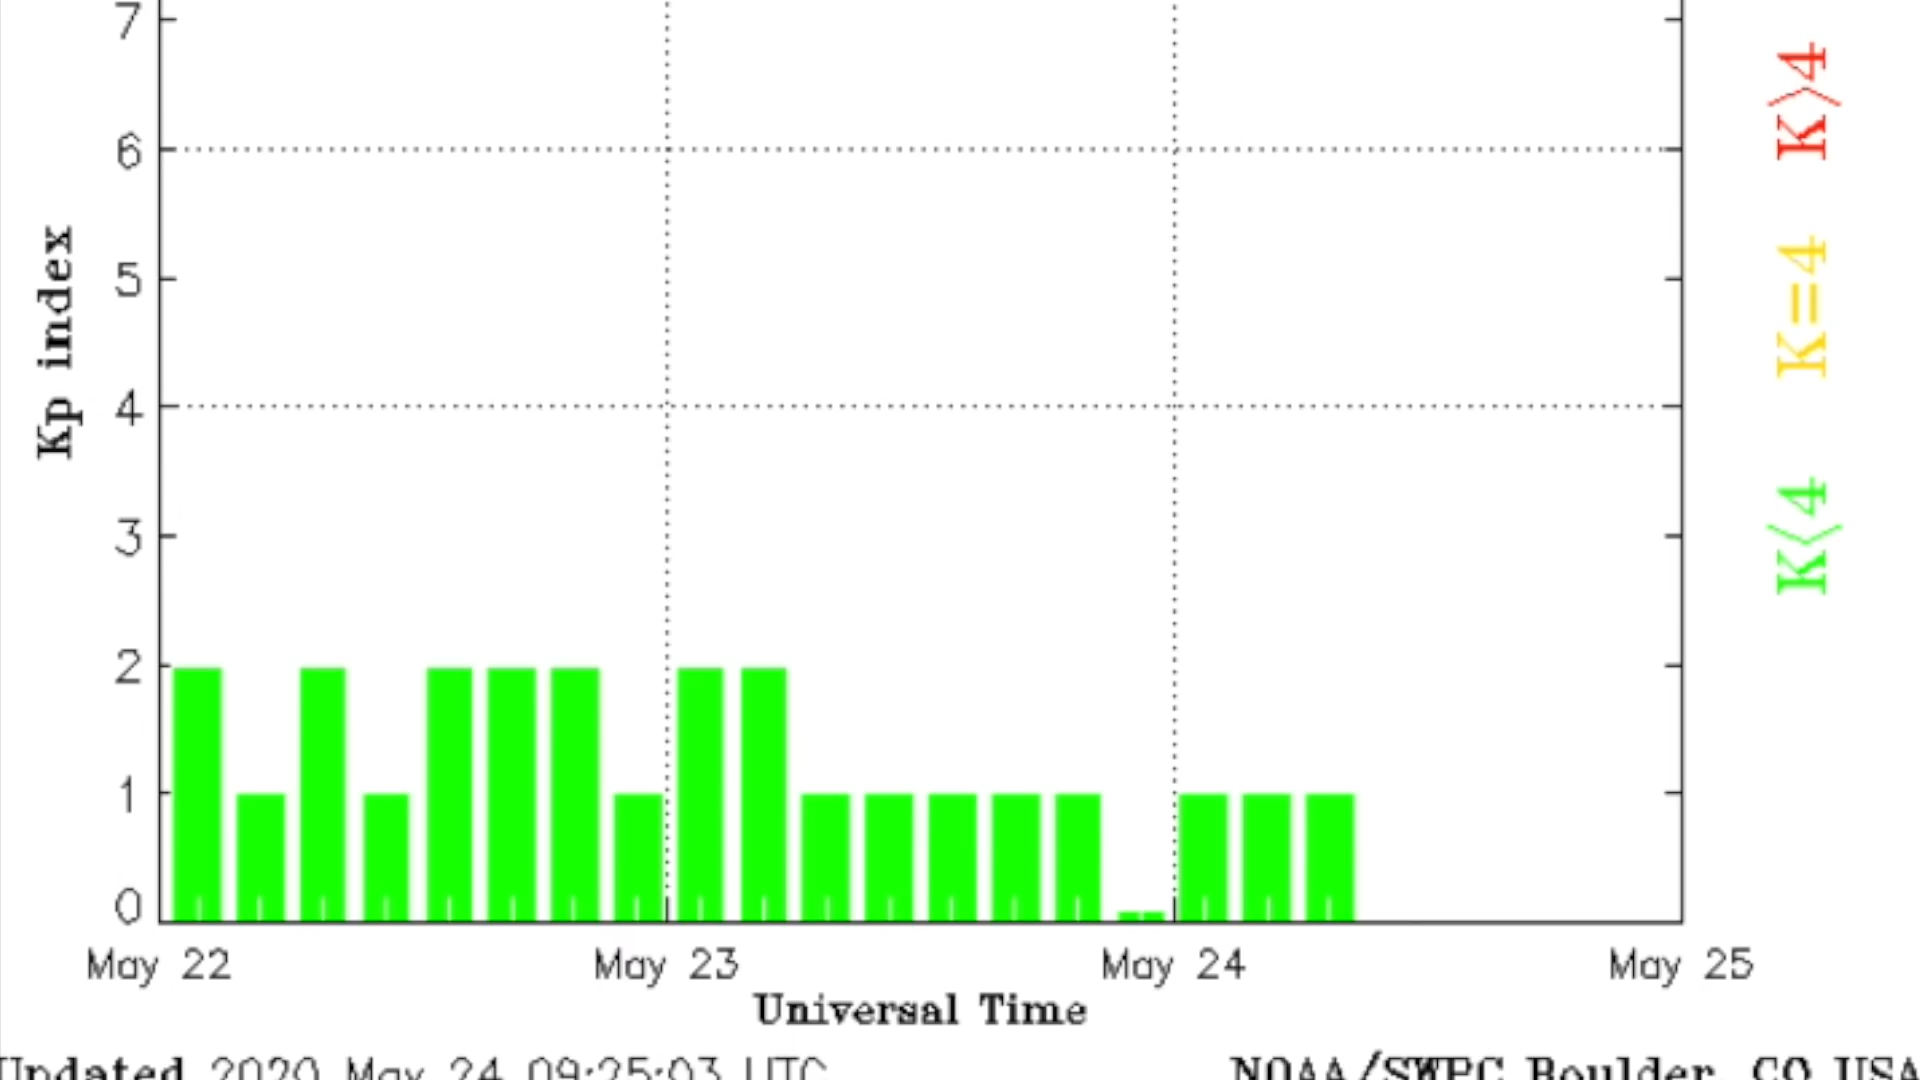 7
6
5
4
3
2
1
0
Kp index
K>4
K=4
K<4
May 22 May 23 May 24 May 25
Universal Time
Updated 2020 May 24 09:25:03 UTC NOAA/SWPC Boulder, CO USA